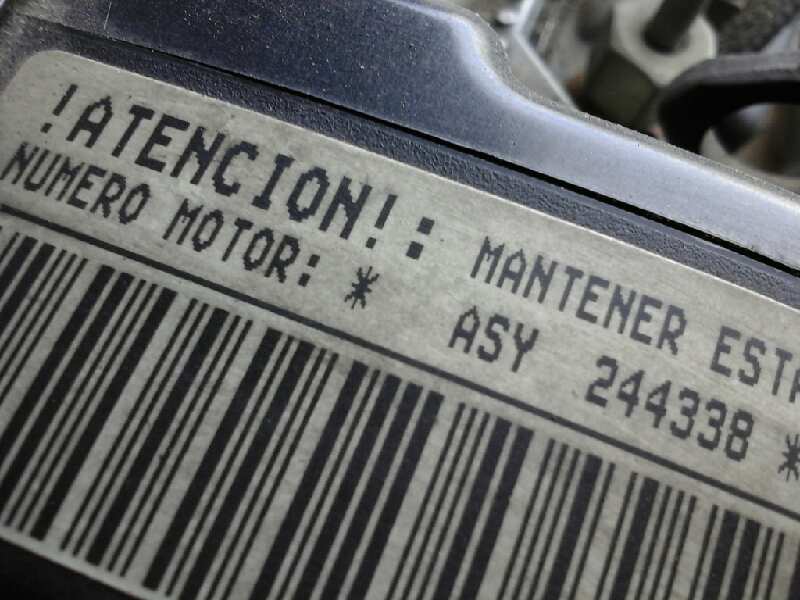 !ATENCION!: MANTENER
NUMERO MOTOR: * ASY 244338 *